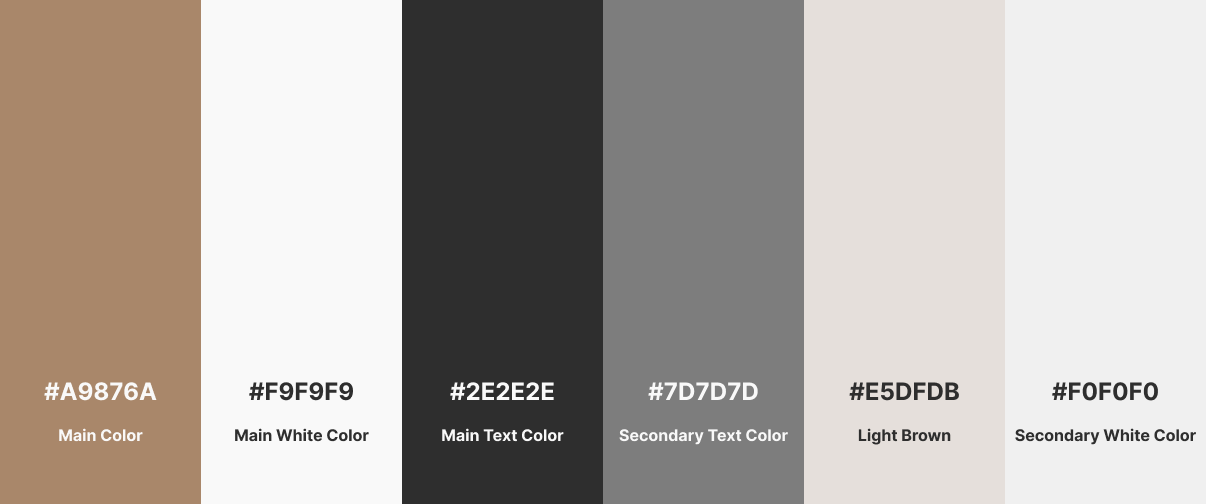 #A9876A
Main Color
#F9F9F9
Main White Color
#2E2E2E
Main Text Color
#7D7D7D
Secondary Text Color
#E5DFDB
Light Brown
#F0F0F0
Secondary White Color